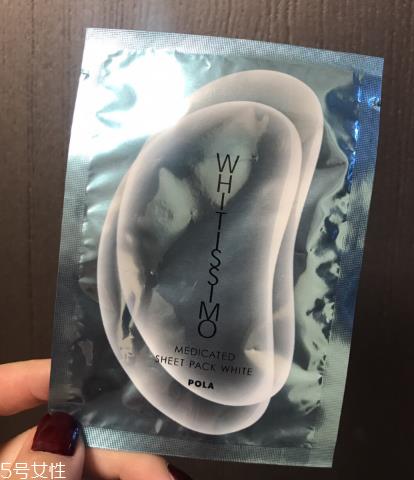 WHITISSIMO
MEDICATED
SHEET PACK WHITE
POLA
5号女性